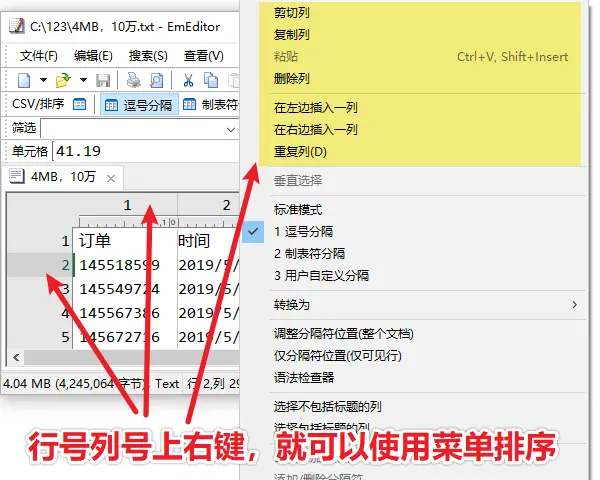 C:\123\4MB，10万.txt - EmEditor
文件(F) 编辑(E) 搜索(S) 查看(V)
CSV/排序 逗号分隔 制表符
筛选
单元格 41.19
4MB，10万 ×
1 2
1 订单 时间
2 145518599 2019/5/
3 145549724 2019/5/
4 145567386 2019/5/
5 145672716 2019/5/
4.04 MB (4,245,064 字节), Text 行 2,列 29
剪切列
复制列
粘贴 Ctrl+V, Shift+Insert
删除列
在左边插入一列
在右边插入一列
重复列(D)
垂直选择
标准模式
1 逗号分隔
2 制表符分隔
3 用户自定义分隔
转换为
调整分隔符位置(整个文档)
仅分隔符位置(仅可见行)
语法检查器
选择不包括标题的列
选择包括标题的列
行号列号上右键，就可以使用菜单排序
添加/删除分隔符